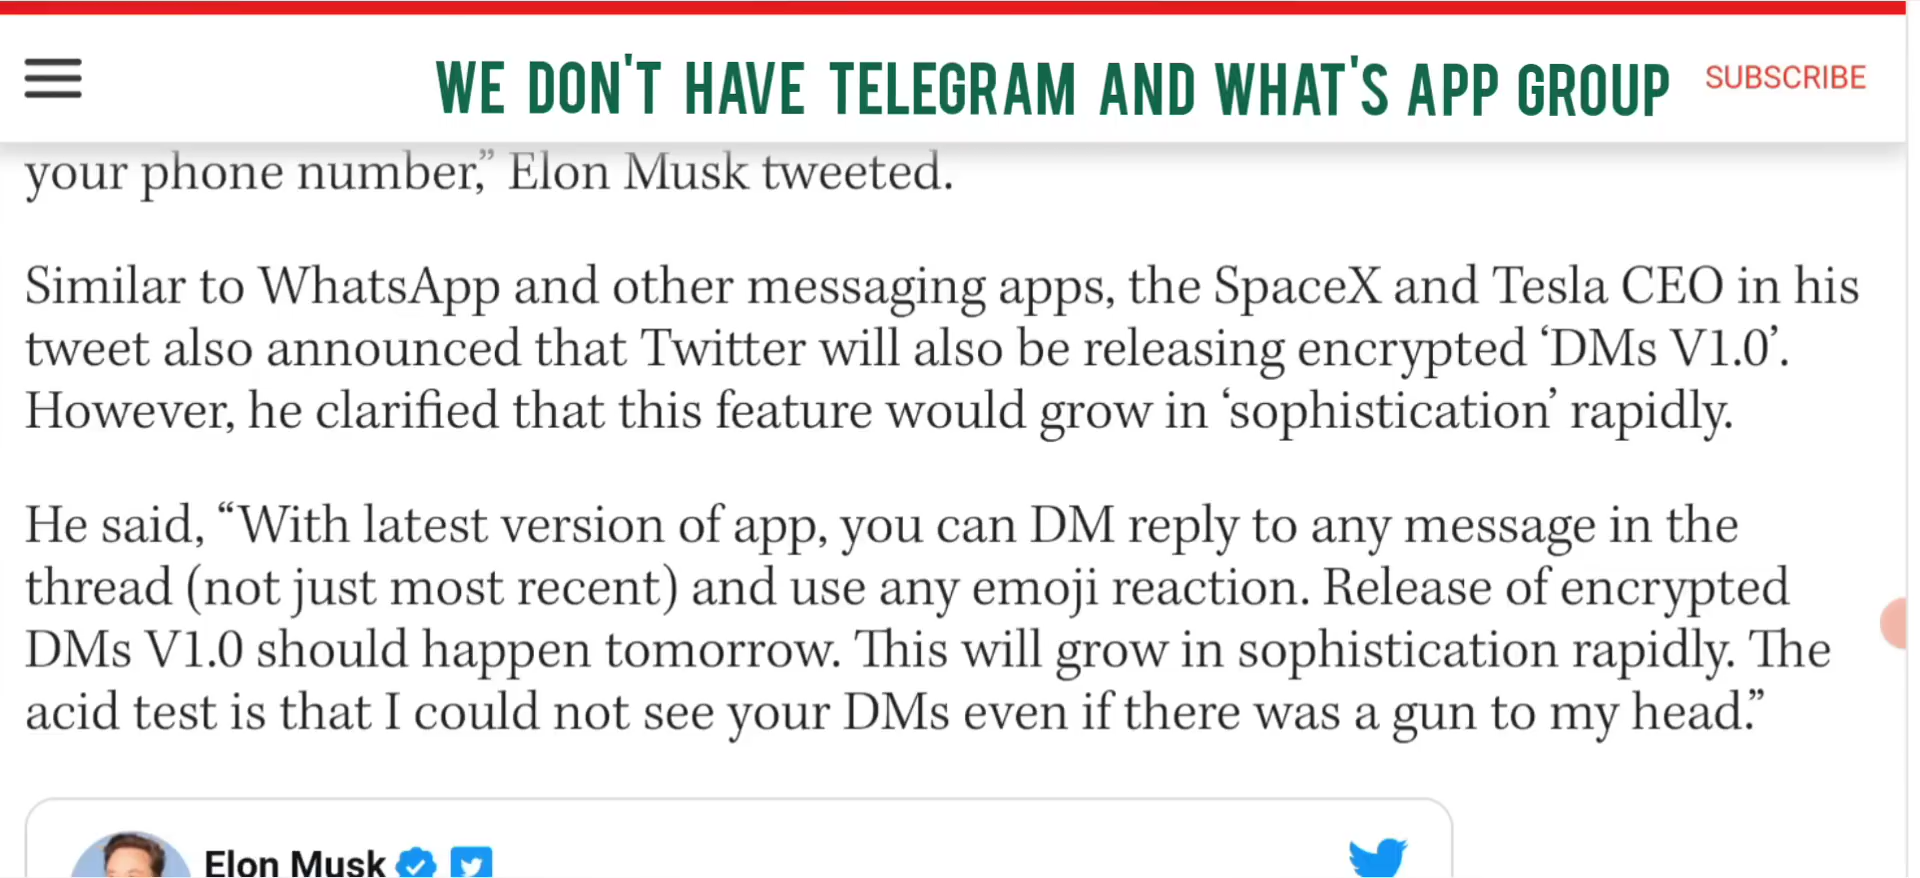 WE DON'T HAVE TELEGRAM AND WHAT'S APP GROUP
SUBSCRIBE
your phone number,” Elon Musk tweeted.
Similar to WhatsApp and other messaging apps, the SpaceX and Tesla CEO in his
tweet also announced that Twitter will also be releasing encrypted ‘DMs V1.0’.
However, he clarified that this feature would grow in ‘sophistication’ rapidly.
He said, “With latest version of app, you can DM reply to any message in the
thread (not just most recent) and use any emoji reaction. Release of encrypted
DMs V1.0 should happen tomorrow. This will grow in sophistication rapidly. The
acid test is that I could not see your DMs even if there was a gun to my head.”
Elon Musk